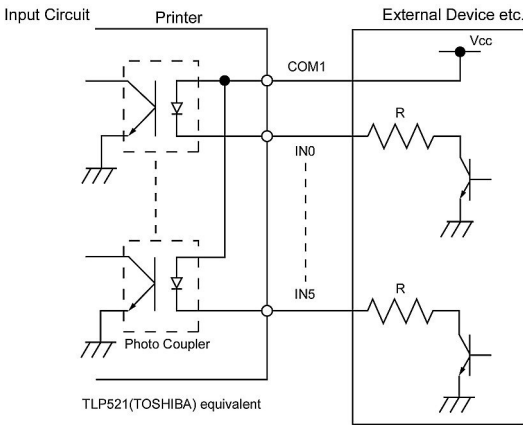 Input Circuit
Printer
External Device etc.
Vcc
COM1
R
IN0
R
IN5
Photo Coupler
TLP521(TOSHIBA) equivalent